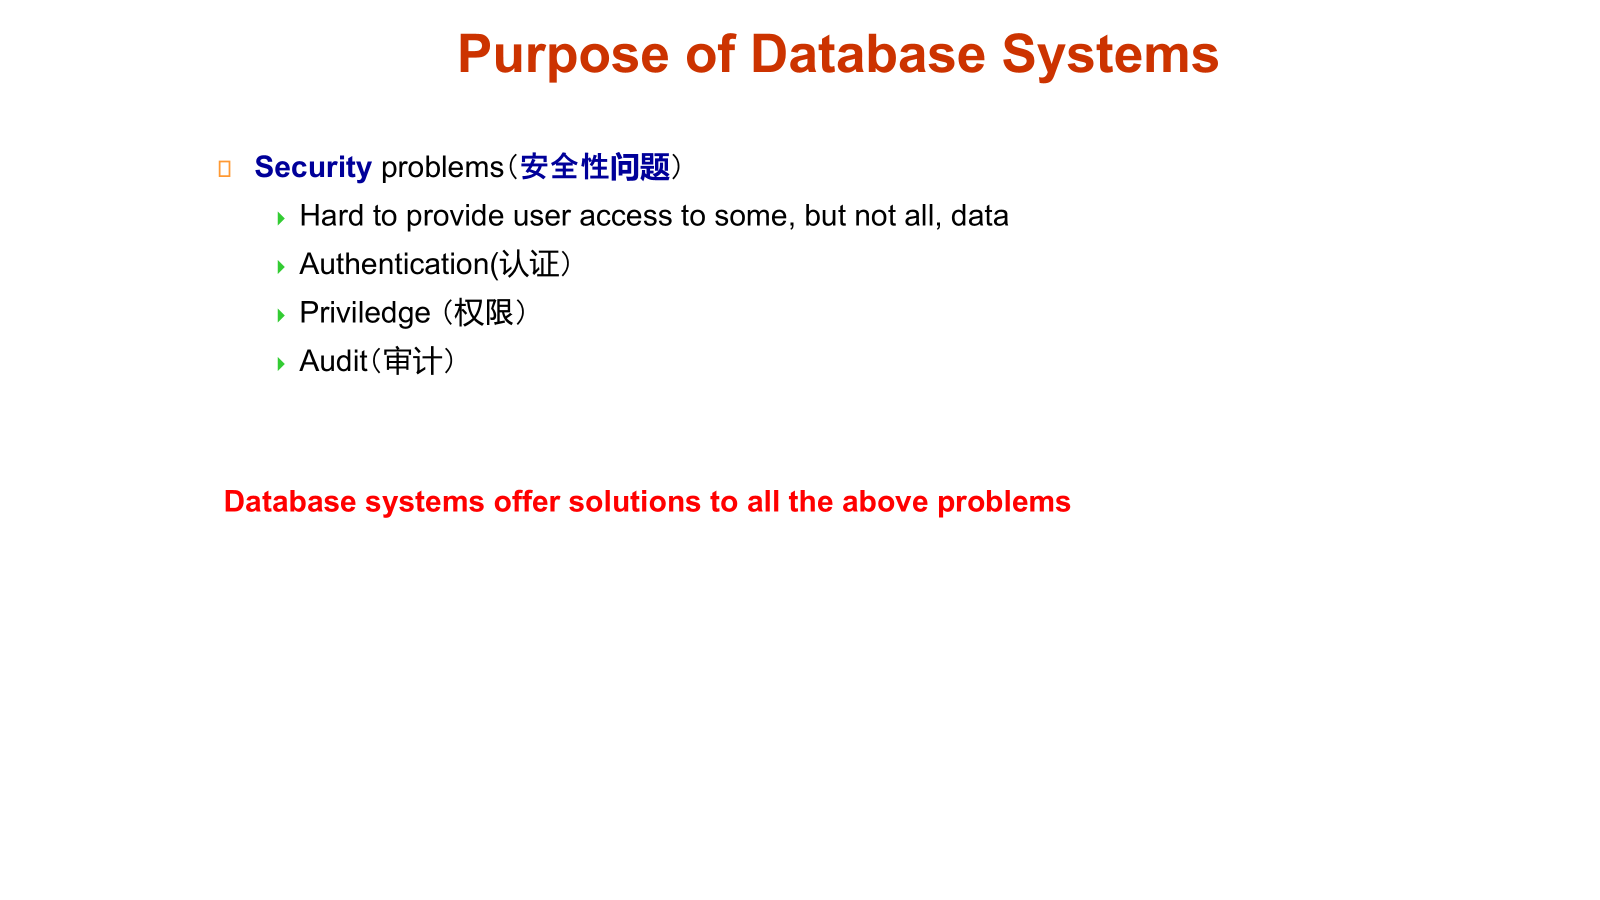 Purpose of Database Systems
Security problems（安全性问题）
Hard to provide user access to some, but not all, data
Authentication(认证）
Priviledge （权限）
Audit（审计）
Database systems offer solutions to all the above problems